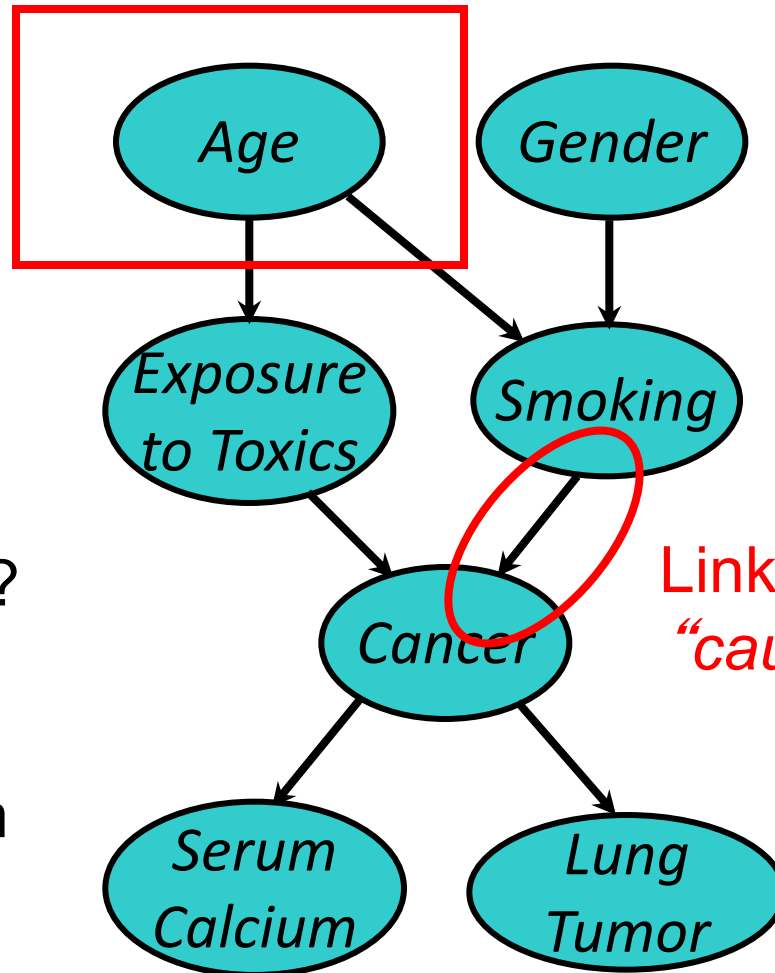 Age
Gender
Exposure
to Toxics
Smoking
?
Link
Cancer
“cau
Serum
Calcium
Lung
Tumor